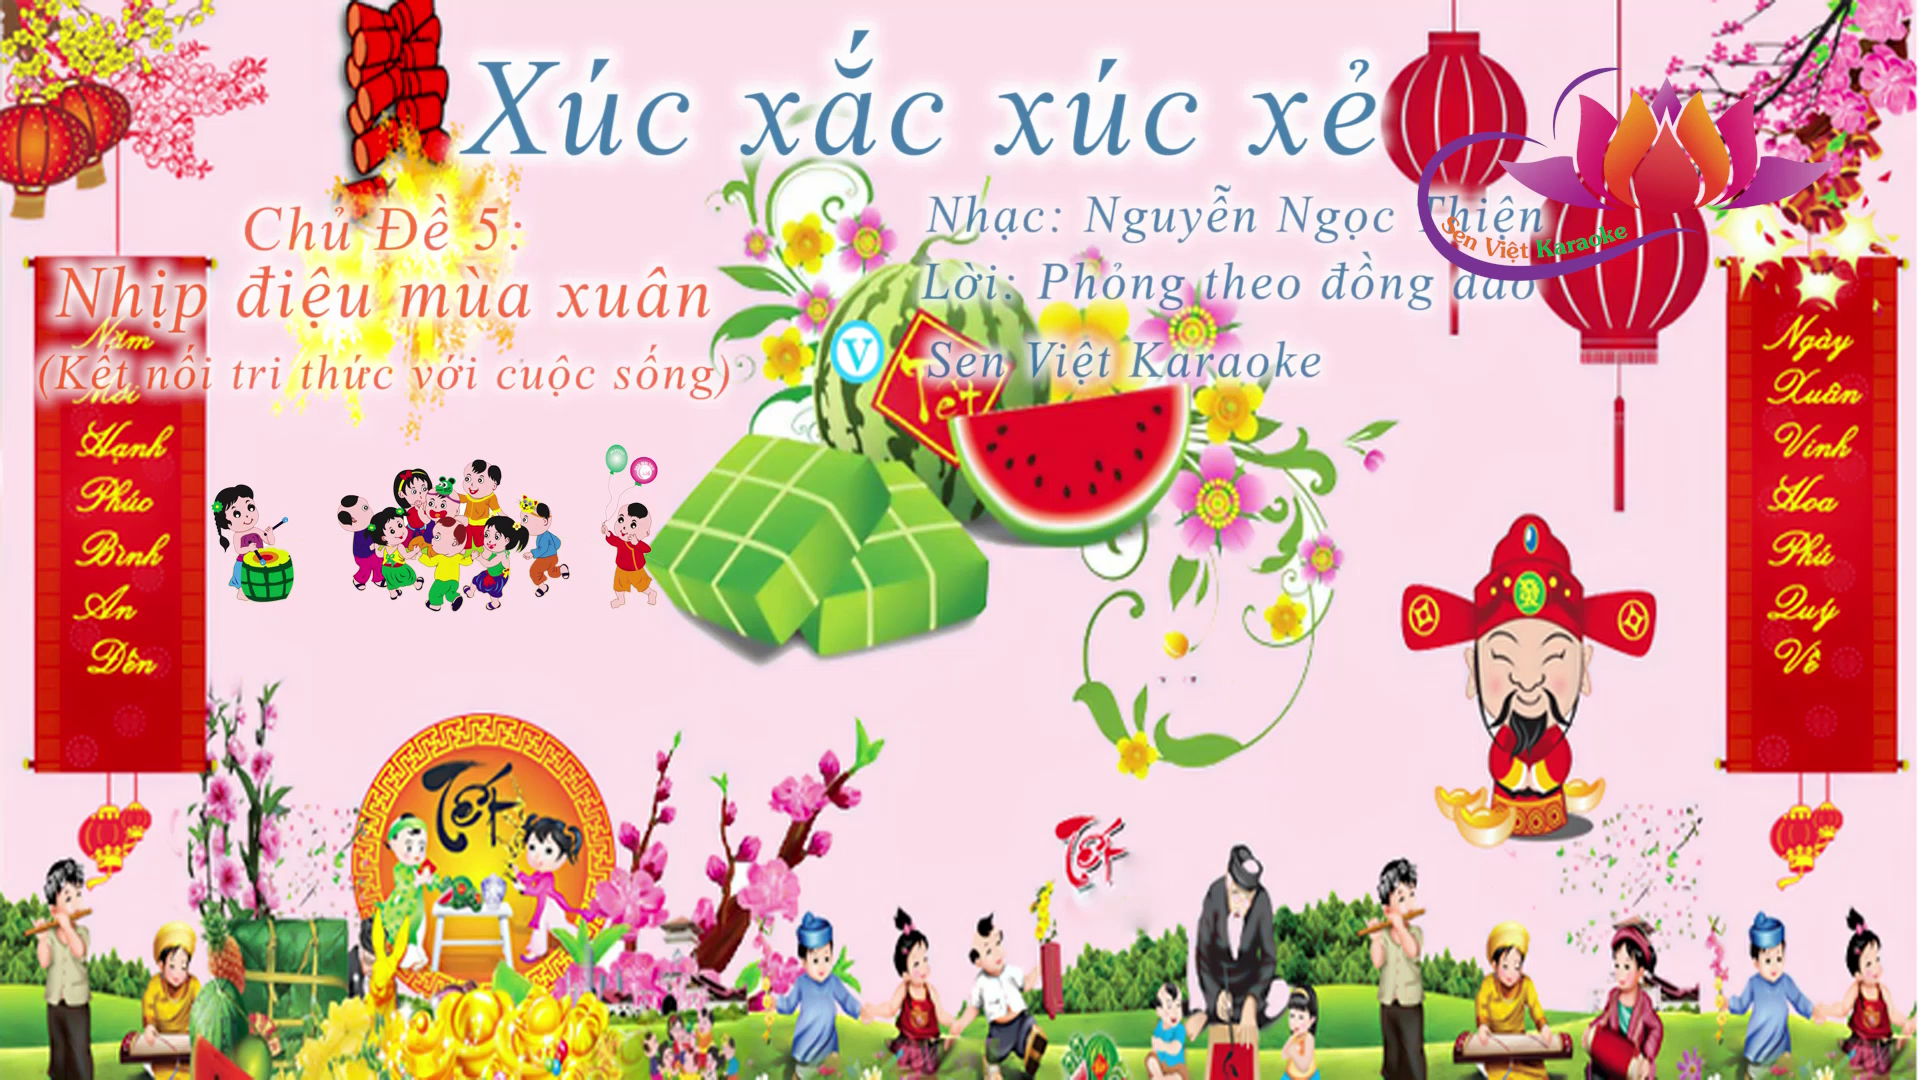 Xúc xắc xúc xẻ
Chủ Đề 5:
Nhịp điệu mùa xuân
(Kết nối tri thức với cuộc sống)
Nhạc: Nguyễn Ngọc Thiện
Lời: Phỏng theo đồng dao
Sen Việt Karaoke
Sen Việt Karaoke
V
Tết
Năm
Mới
Hạnh
Phúc
Bình
An
Đến
Ngày
Xuân
Vinh
Hoa
Phú
Quý
Về
發
Tết
Tết